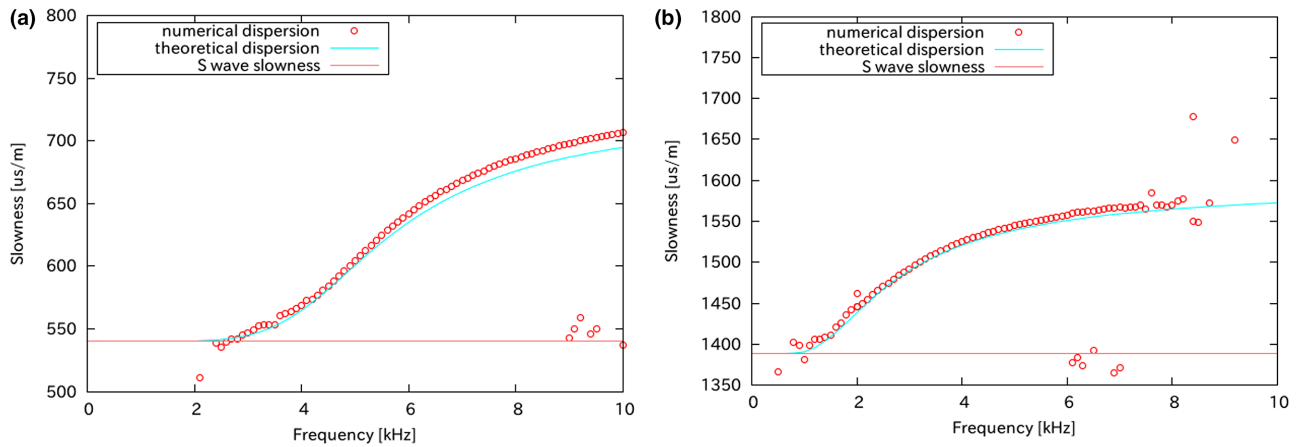 (a)
800
750
700
650
600
550
500
Slowness [us/m]
numerical dispersion
theoretical dispersion
S wave slowness
0 2 4 6 8 10
Frequency [kHz]
(b)
1800
1750
1700
1650
1600
1550
1500
1450
1400
1350
Slowness [us/m]
numerical dispersion
theoretical dispersion
S wave slowness
0 2 4 6 8 10
Frequency [kHz]